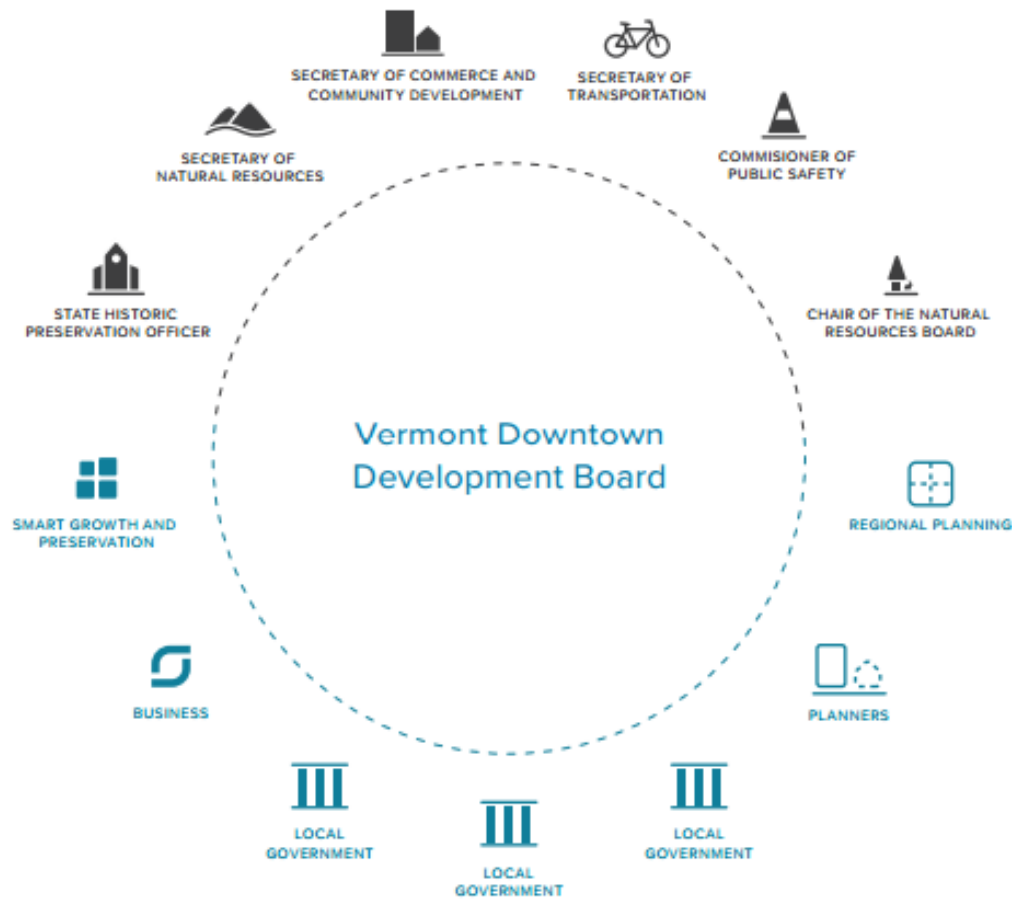 SECRETARY OF COMMERCE AND
COMMUNITY DEVELOPMENT
SECRETARY OF
TRANSPORTATION
SECRETARY OF
NATURAL RESOURCES
COMMISIONER OF
PUBLIC SAFETY
STATE HISTORIC
PRESERVATION OFFICER
CHAIR OF THE NATURAL
RESOURCES BOARD
Vermont Downtown
Development Board
SMART GROWTH AND
PRESERVATION
REGIONAL PLANNING
BUSINESS
PLANNERS
LOCAL
GOVERNMENT
LOCAL
GOVERNMENT
LOCAL
GOVERNMENT